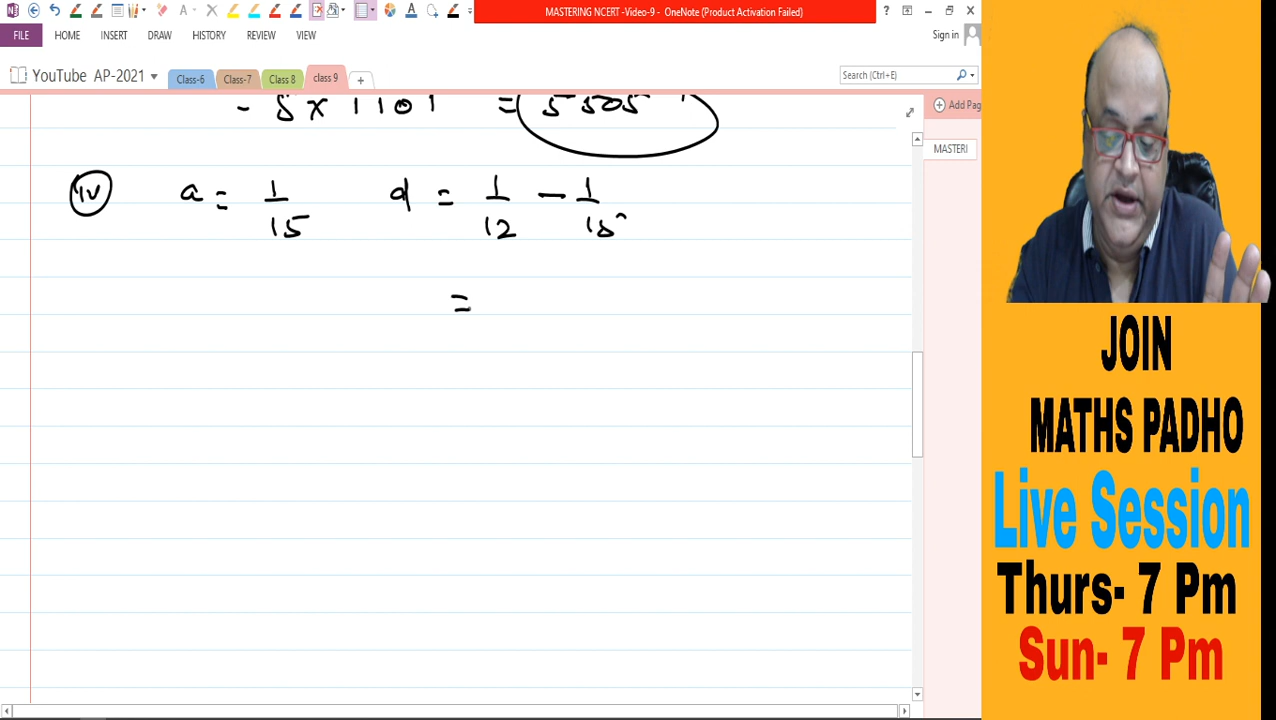 MASTERING NCERT -Video-9 - OneNote (Product Activation Failed)
FILE HOME INSERT DRAW HISTORY REVIEW VIEW Sign in
YouTube AP-2021 Class-6 Class-7 Class 8 class 9 + Search (Ctrl+E)
Add Pag
MASTERI
- 5 x 1101 = 5505
iv a = 1/15 d = 1/12 - 1/15
=
JOIN
MATHS PADHO
Live Session
Thurs- 7 Pm
Sun- 7 Pm